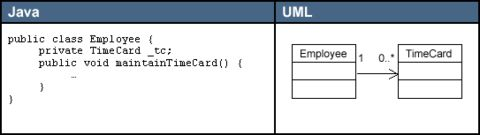 Java
UML
public class Employee {
private TimeCard _tc;
public void maintainTimeCard() {
…
}
}
Employee
1
0..*
TimeCard